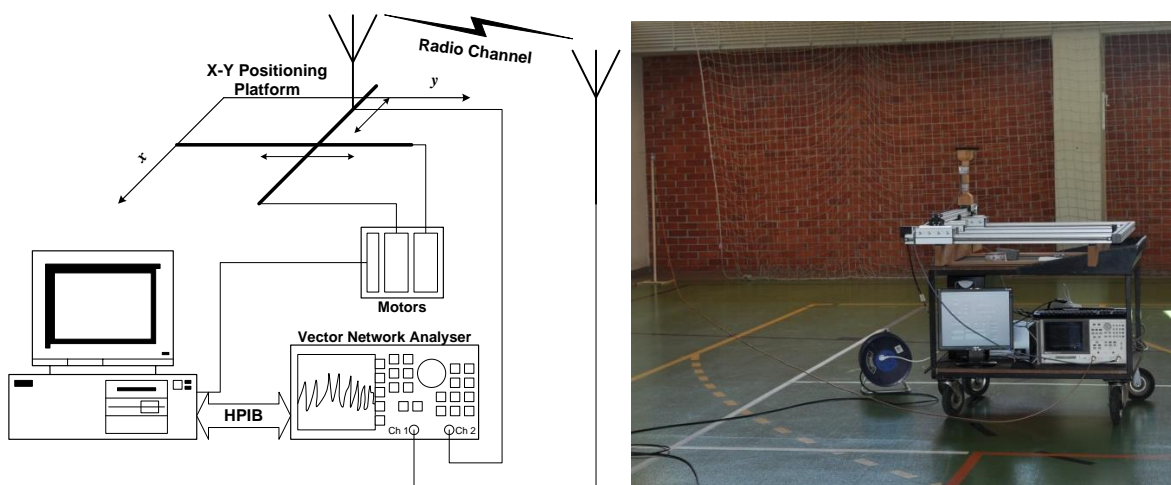 Radio Channel
X-Y Positioning
Platform
y
x
Motors
Vector Network Analyser
HPIB
Ch 1
Ch 2